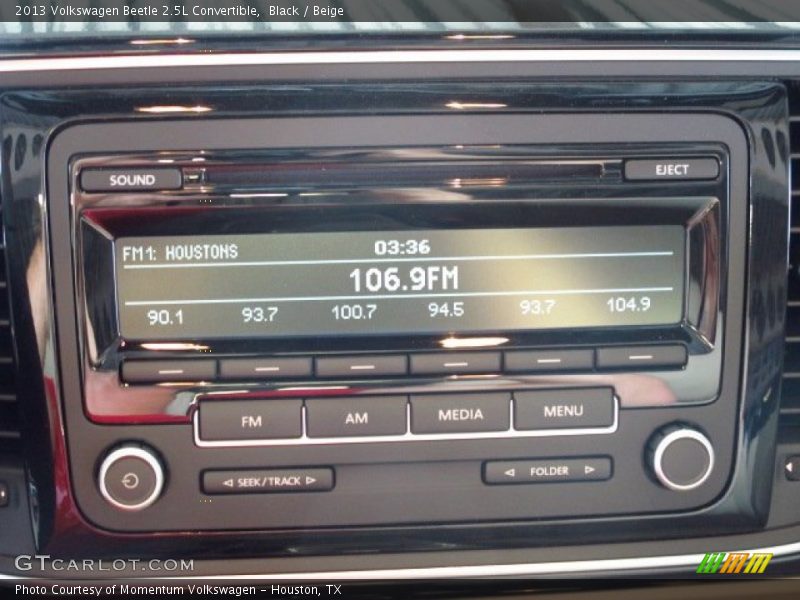 2013 Volkswagen Beetle 2.5L Convertible, Black / Beige
SOUND
EJECT
FM1: HOUSTONS 03:36
106.9FM
90.1 93.7 100.7 94.5 93.7 104.9
FM AM MEDIA MENU
SEEK/TRACK
FOLDER
GTCARLOT.COM
Photo Courtesy of Momentum Volkswagen - Houston, TX